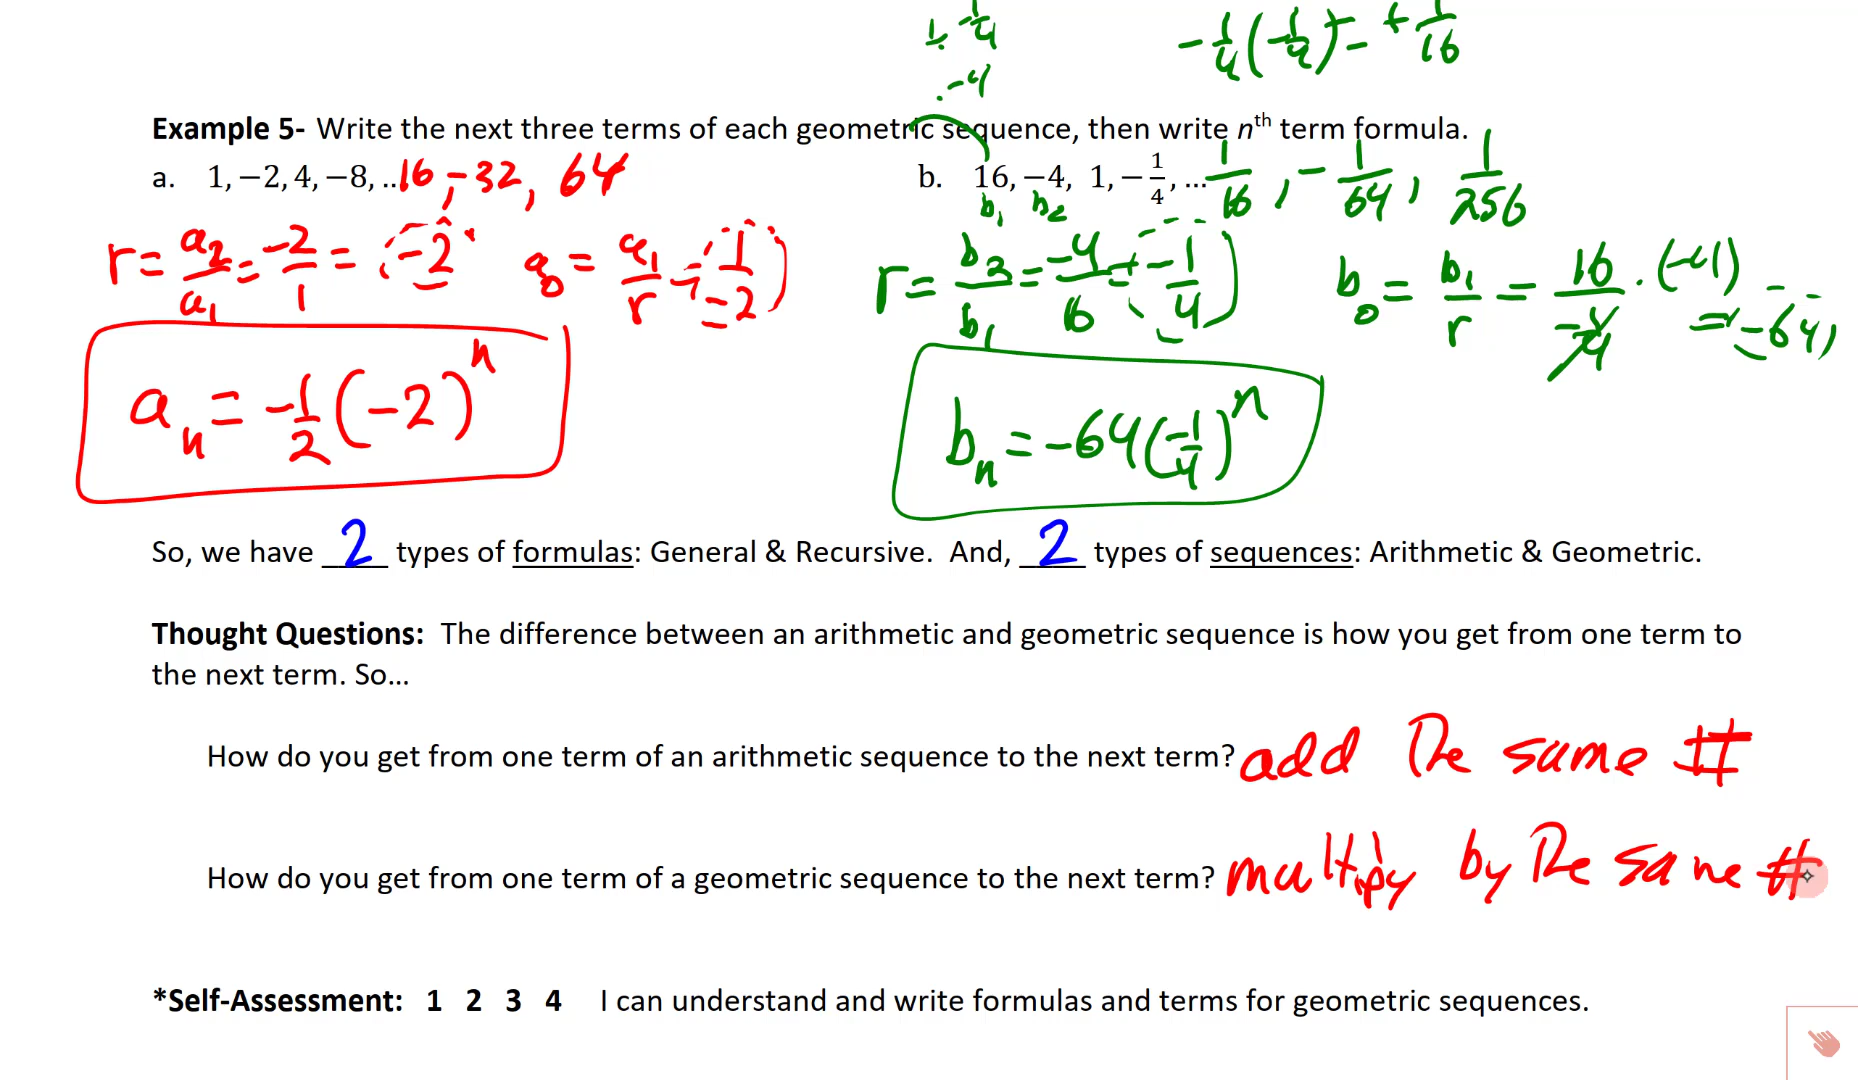 1 · -1/4
· -4
-1/4(-1/4) = +1/16
Example 5- Write the next three terms of each geometric sequence, then write nth term formula.
a. 1, −2, 4, −8, ...16, -32, 64
b. 16, −4, 1, −1/4, ... 1/16, -1/64, 1/256
b1 b2
r = a2/a1 = -2/1 = -2
a0 = a1/r = 1/-2
r = b2/b1 = -4/16 = -1/4
b0 = b1/r = 16/(-1/4) · (-4) = -64
an = -1/2(-2)^n
bn = -64(-1/4)^n
So, we have 2 types of formulas: General & Recursive. And, 2 types of sequences: Arithmetic & Geometric.
Thought Questions: The difference between an arithmetic and geometric sequence is how you get from one term to
the next term. So...
How do you get from one term of an arithmetic sequence to the next term? add the same #
How do you get from one term of a geometric sequence to the next term? multiply by the same #
*Self-Assessment: 1 2 3 4 I can understand and write formulas and terms for geometric sequences.